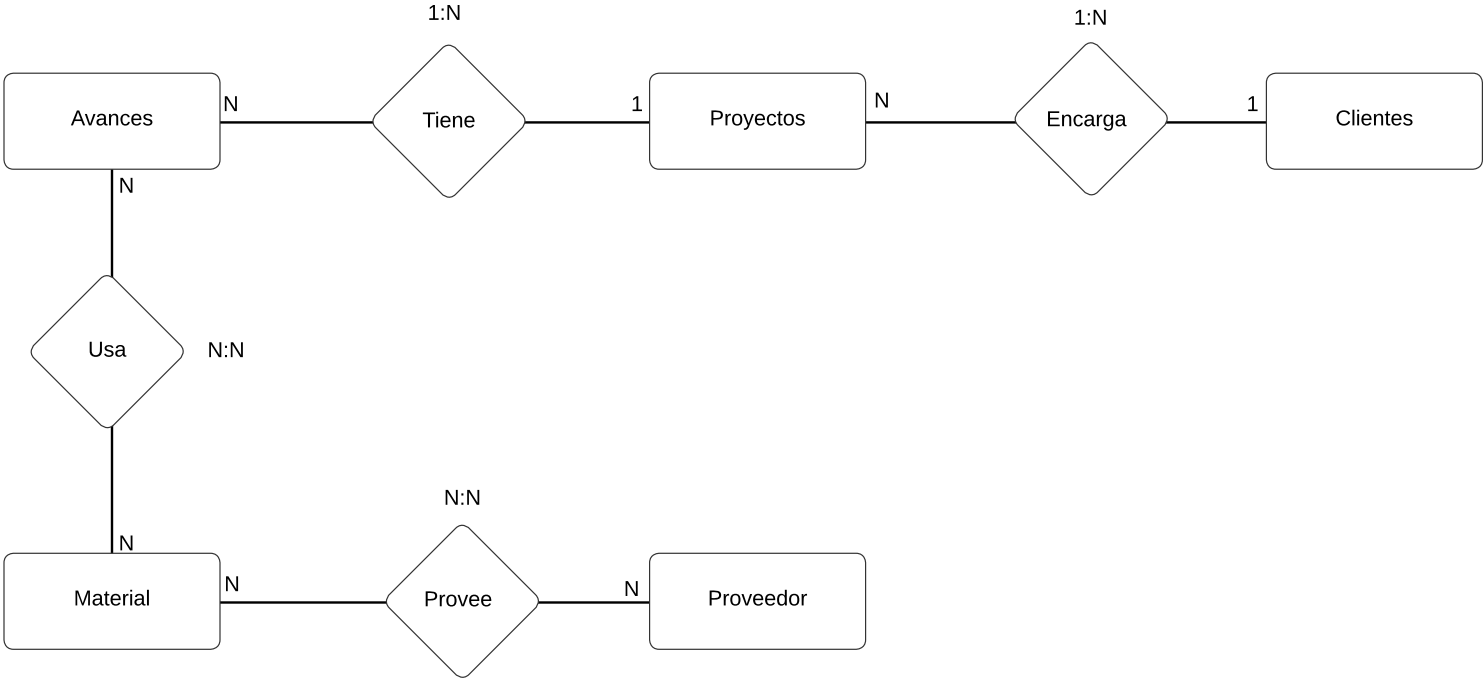 1:N
1:N
Avances
N
Tiene
1
Proyectos
N
Encarga
1
Clientes
N
Usa
N:N
N
N:N
Material
N
Provee
N
Proveedor